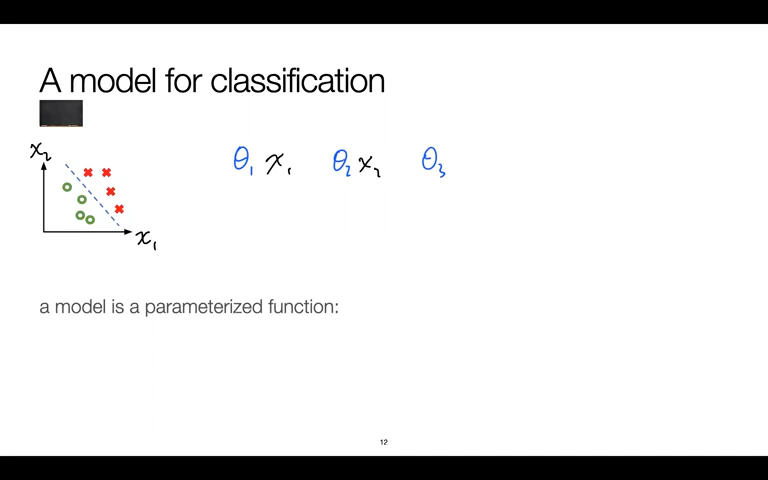 A model for classification
x₂
θ₁ x₁ θ₂ x₂ θ₃
x₁
a model is a parameterized function:
12